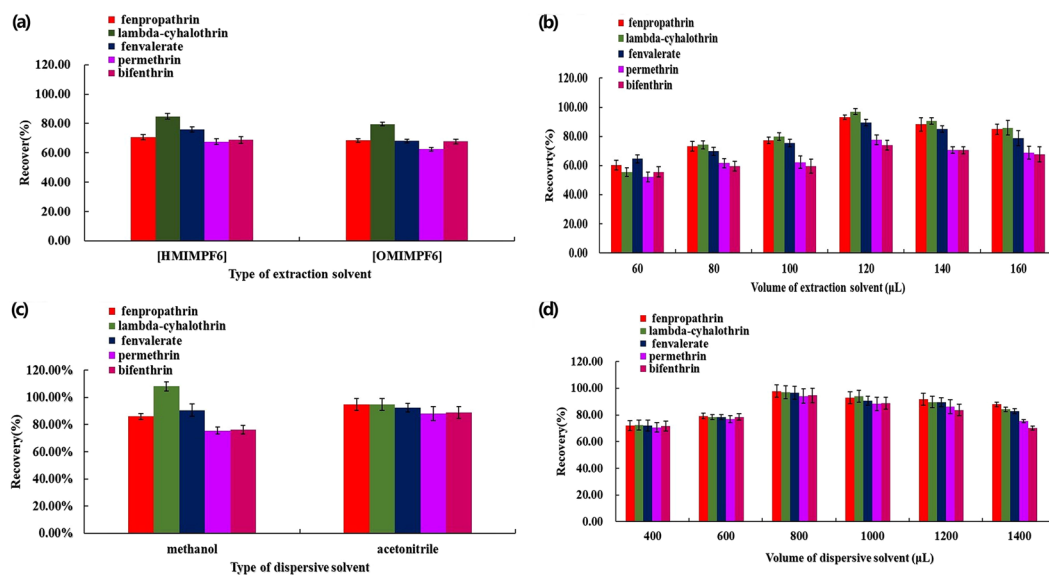 (a)
fenpropathrin
lambda-cyhalothrin
fenvalerate
permethrin
bifenthrin
120.00
100.00
80.00
60.00
40.00
20.00
0.00
Recover(%)
[HMIMPF6] [OMIMPF6]
Type of extraction solvent
(b)
fenpropathrin
lambda-cyhalothrin
fenvalerate
permethrin
bifenthrin
120.00
100.00
80.00
60.00
40.00
20.00
0.00
Recoverty(%)
60 80 100 120 140 160
Volume of extraction solvent (μL)
(c)
fenpropathrin
lambda-cyhalothrin
fenvalerate
permethrin
bifenthrin
120.00%
100.00%
80.00%
60.00%
40.00%
20.00%
0.00%
Recovery(%)
methanol acetonitrile
Type of dispersive solvent
(d)
fenpropathrin
lambda-cyhalothrin
fenvalerate
permethrin
bifenthrin
120.00
100.00
80.00
60.00
40.00
20.00
0.00
Recovery(%)
400 600 800 1000 1200 1400
Volume of dispersive solvent (μL)